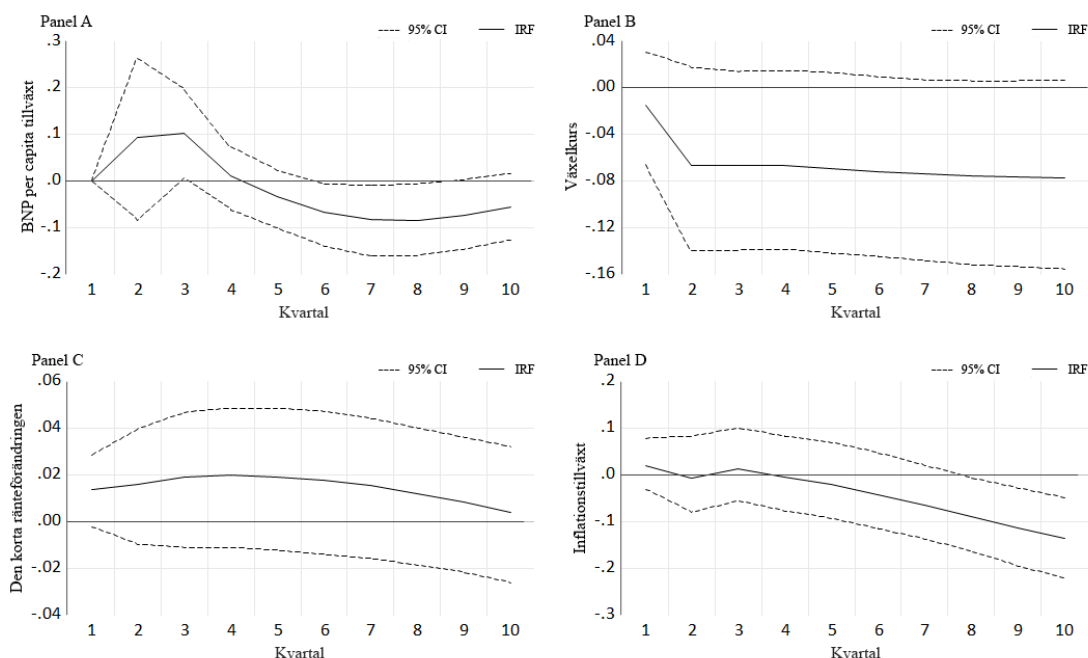 Panel A
95% CI IRF
BNP per capita tillväxt
.3
.2
.1
.0
-.1
-.2
1 2 3 4 5 6 7 8 9 10
Kvartal
Panel B
95% CI IRF
Växelkurs
.04
.00
-.04
-.08
-.12
-.16
1 2 3 4 5 6 7 8 9 10
Kvartal
Panel C
95% CI IRF
Den korta ränteförändringen
.06
.04
.02
.00
-.02
-.04
1 2 3 4 5 6 7 8 9 10
Kvartal
Panel D
95% CI IRF
Inflationstillväxt
.2
.1
.0
-.1
-.2
-.3
1 2 3 4 5 6 7 8 9 10
Kvartal